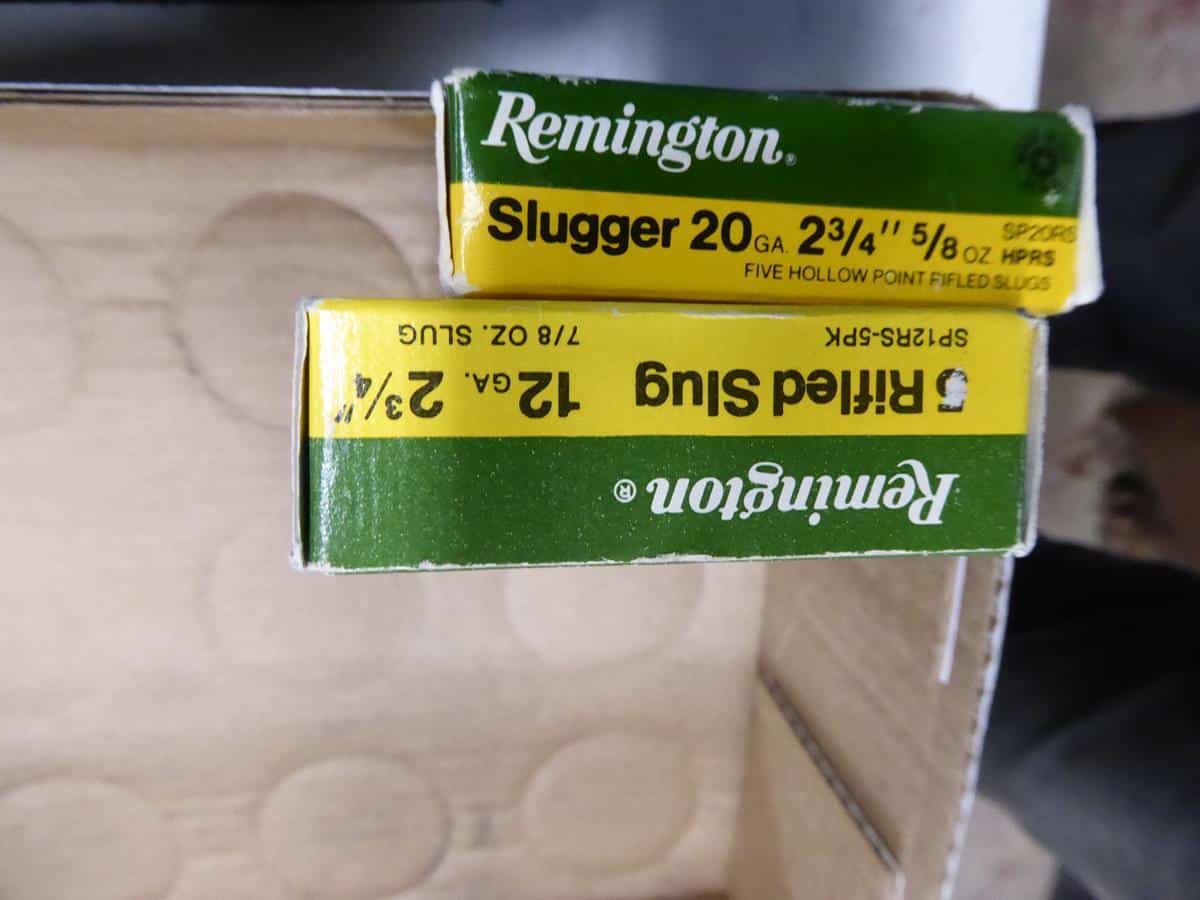 Remington®
Slugger 20 GA. 2 3/4" 5/8 OZ SP20RS
HPRS
FIVE HOLLOW POINT RIFLED SLUGS
Remington®
5 Rifled Slug 12 GA. 2 3/4"
SP12RS-5PK 7/8 OZ. SLUG